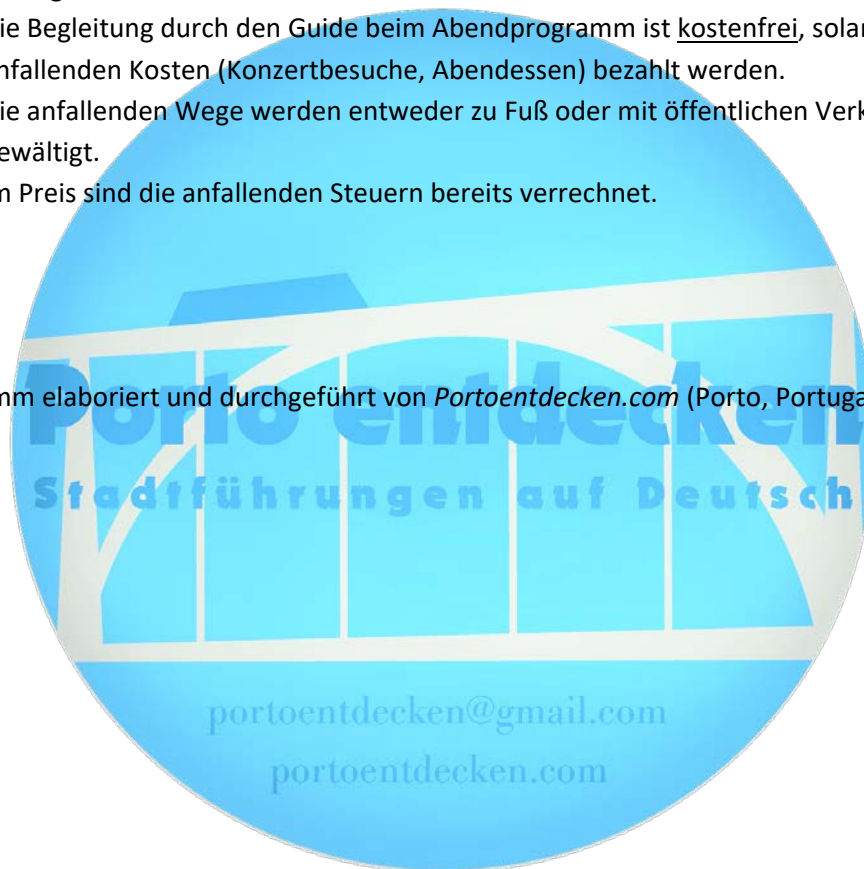 ie Begleitung durch den Guide beim Abendprogramm ist kostenfrei, solan
nfallenden Kosten (Konzertbesuche, Abendessen) bezahlt werden.
ie anfallenden Wege werden entweder zu Fuß oder mit öffentlichen Verk
ewältigt.
m Preis sind die anfallenden Steuern bereits verrechnet.
mm elaboriert und durchgeführt von Portoentdecken.com (Porto, Portuga
Porto entdecken
Stadtführungen auf Deutsch
portoentdecken@gmail.com
portoentdecken.com